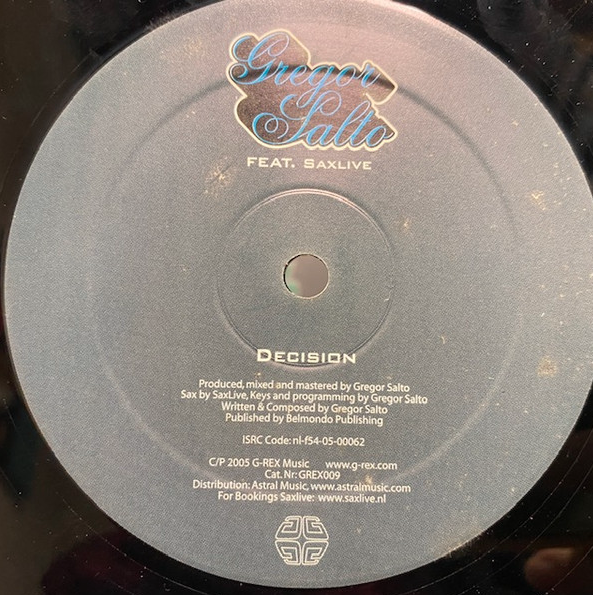 Gregor
Salto
FEAT. SAXLIVE
DECISION
Produced, mixed and mastered by Gregor Salto
Sax by SaxLive, Keys and programming by Gregor Salto
Written & Composed by Gregor Salto
Published by Belmondo Publishing
ISRC Code: nl-f54-05-00062
C/P 2005 G-REX Music www.g-rex.com
Cat. Nr: GREX009
Distribution: Astral Music, www.astralmusic.com
For Bookings Saxlive: www.saxlive.nl